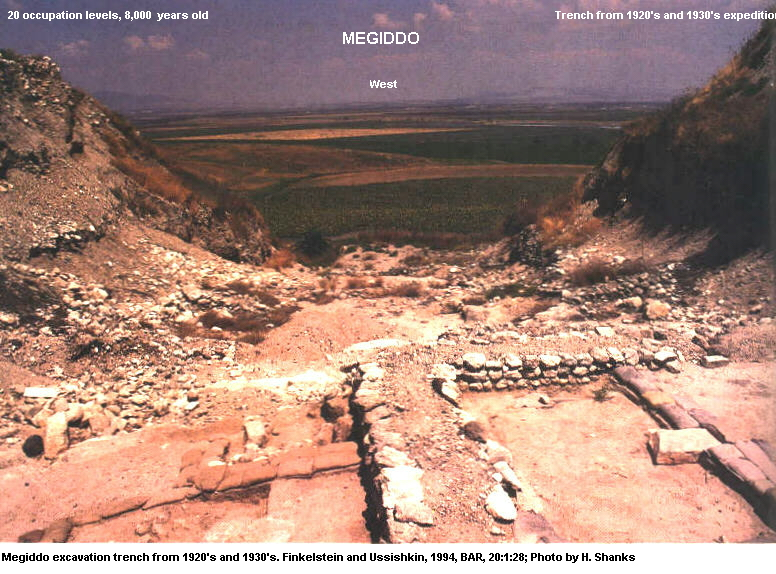 20 occupation levels, 8,000 years old
Trench from 1920's and 1930's expedition
MEGIDDO
West
Megiddo excavation trench from 1920's and 1930's. Finkelstein and Ussishkin, 1994, BAR, 20:1:28; Photo by H. Shanks